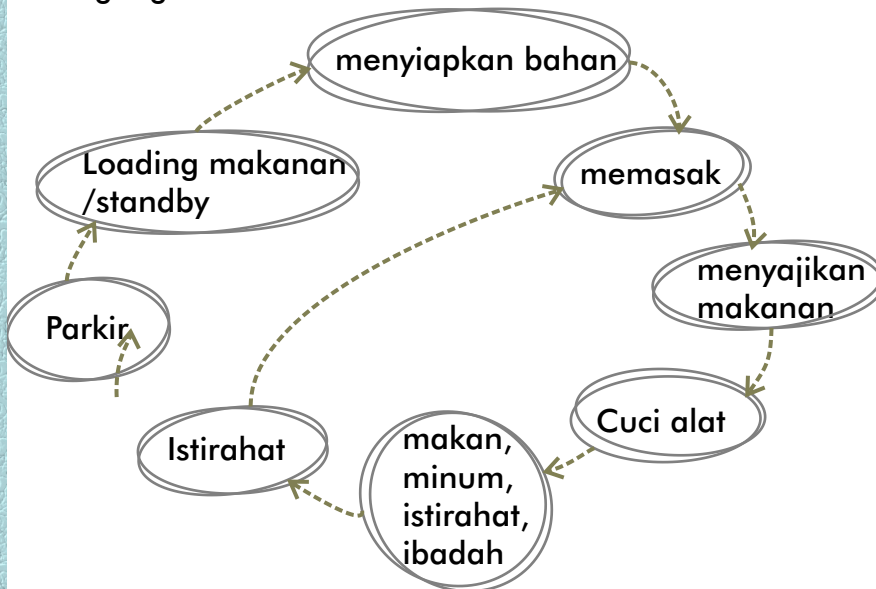 menyiapkan bahan
Loading makanan
/standby
memasak
menyajikan
makanan
Parkir
Cuci alat
Istirahat
makan,
minum,
istirahat,
ibadah